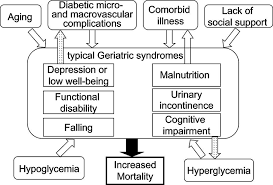 Aging
Diabetic micro-
and macrovascular
complications
Comorbid
illness
Lack of
social support
typical Geriatric syndromes
Depression or
low well-being
Functional
disability
Falling
Malnutrition
Urinary
incontinence
Cognitive
impairment
Hypoglycemia
Increased
Mortality
Hyperglycemia